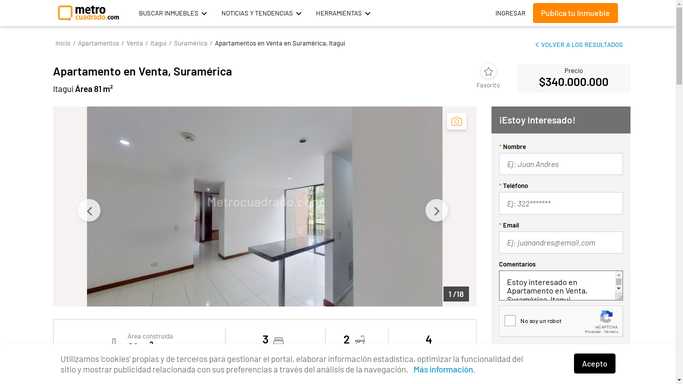 metro
cuadrado.com
BUSCAR INMUEBLES
NOTICIAS Y TENDENCIAS
HERRAMIENTAS
INGRESAR
Publica tu inmueble
Inicio / Apartamentos / Venta / Itagui / Suramérica / Apartamentos en Venta en Suramérica, Itagui
VOLVER A LOS RESULTADOS
Apartamento en Venta, Suramérica
Itagui Área 81 m²
Favorito
Precio
$340.000.000
Metrocuadrado.com
1 /18
¡Estoy interesado!
* Nombre
Ej: Juan Andres
* Teléfono
Ej: 322*******
* Email
Ej: juanandres@email.com
Comentarios
Estoy interesado en
Apartamento en Venta,
Suramérica, Itagui
No soy un robot
reCAPTCHA
Privacidad - Términos
Área construida
3
2
4
Utilizamos 'cookies' propias y de terceros para gestionar el portal, elaborar información estadística, optimizar la funcionalidad del
sitio y mostrar publicidad relacionada con sus preferencias a través del análisis de la navegación. Más información.
Acepto